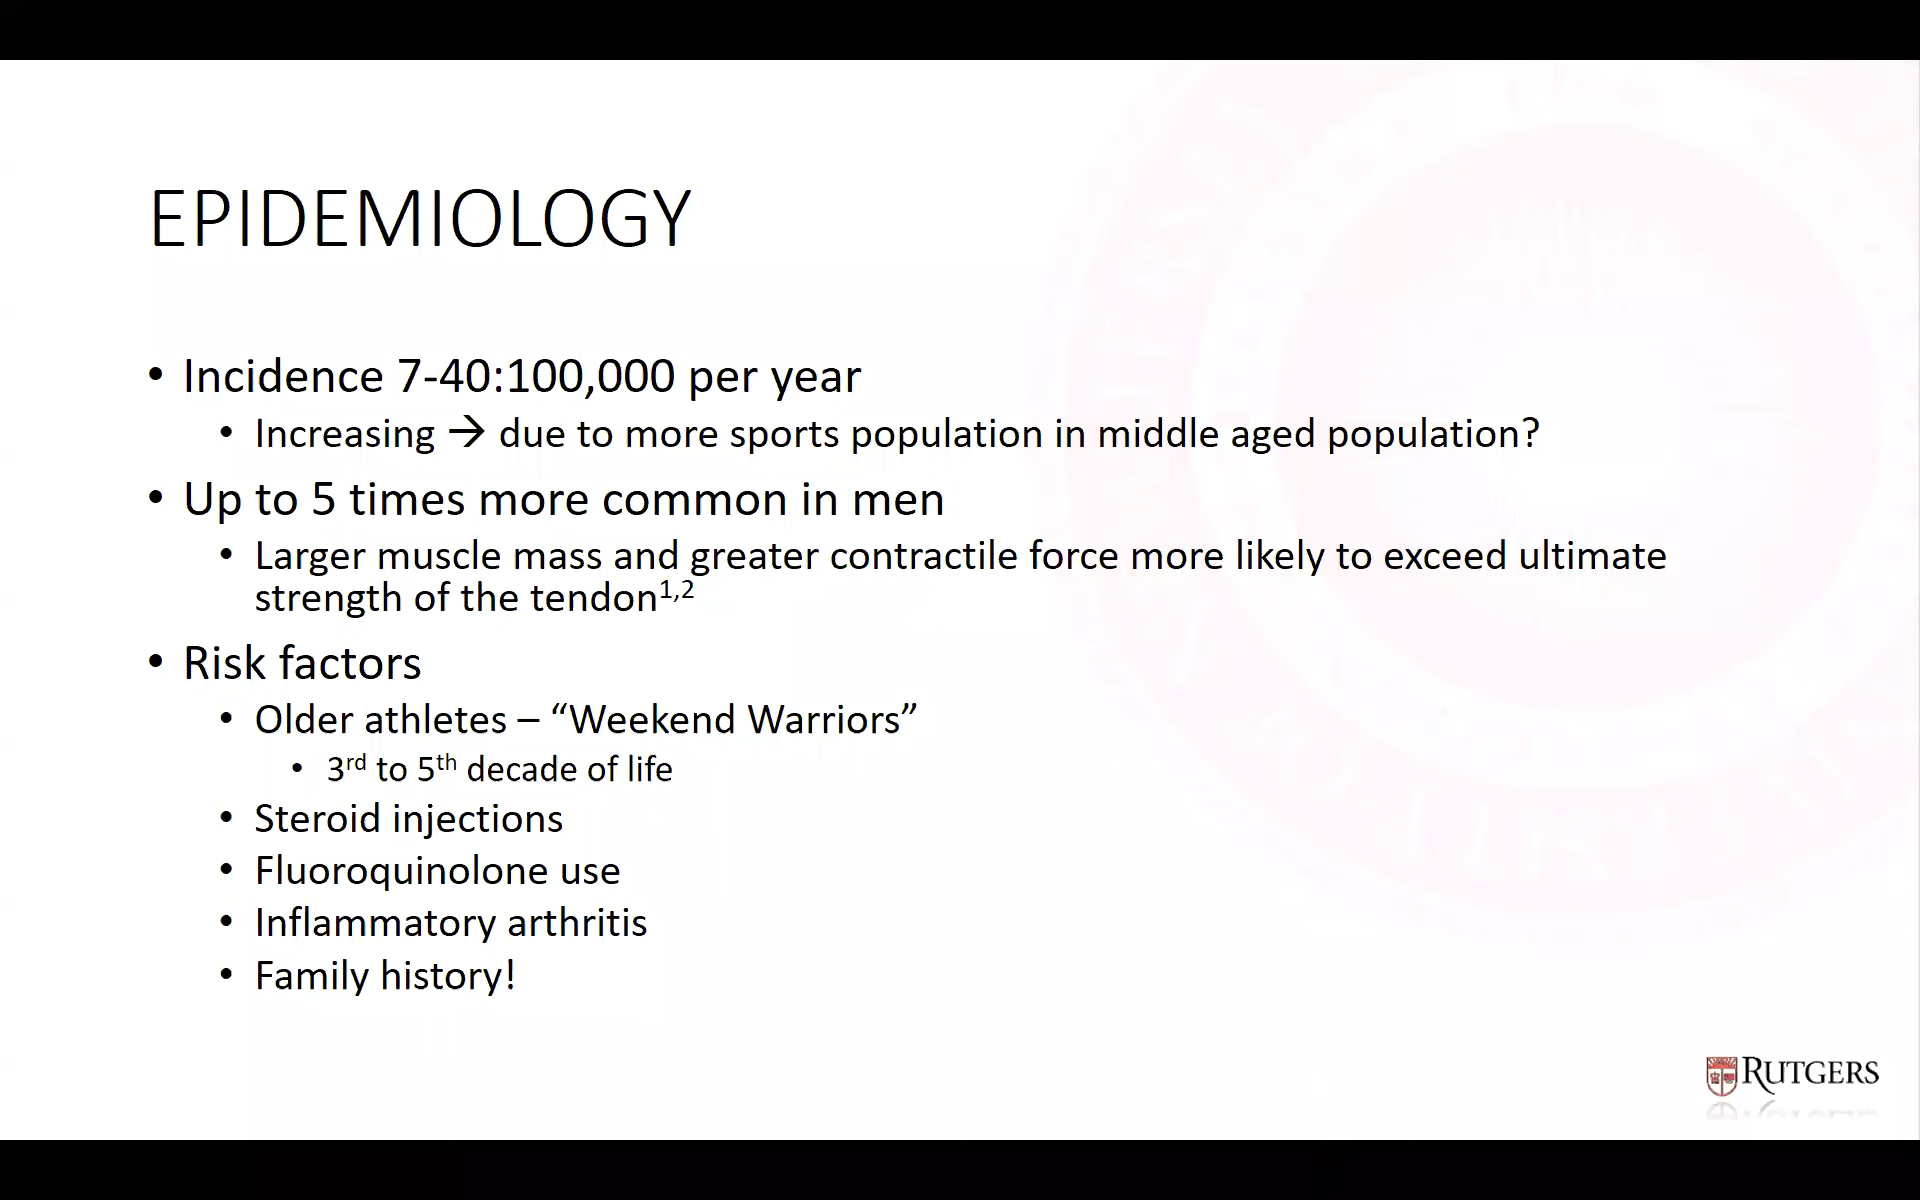 EPIDEMIOLOGY
• Incidence 7-40:100,000 per year
• Increasing → due to more sports population in middle aged population?
• Up to 5 times more common in men
• Larger muscle mass and greater contractile force more likely to exceed ultimate
strength of the tendon1,2
• Risk factors
• Older athletes – “Weekend Warriors”
• 3rd to 5th decade of life
• Steroid injections
• Fluoroquinolone use
• Inflammatory arthritis
• Family history!
RUTGERS